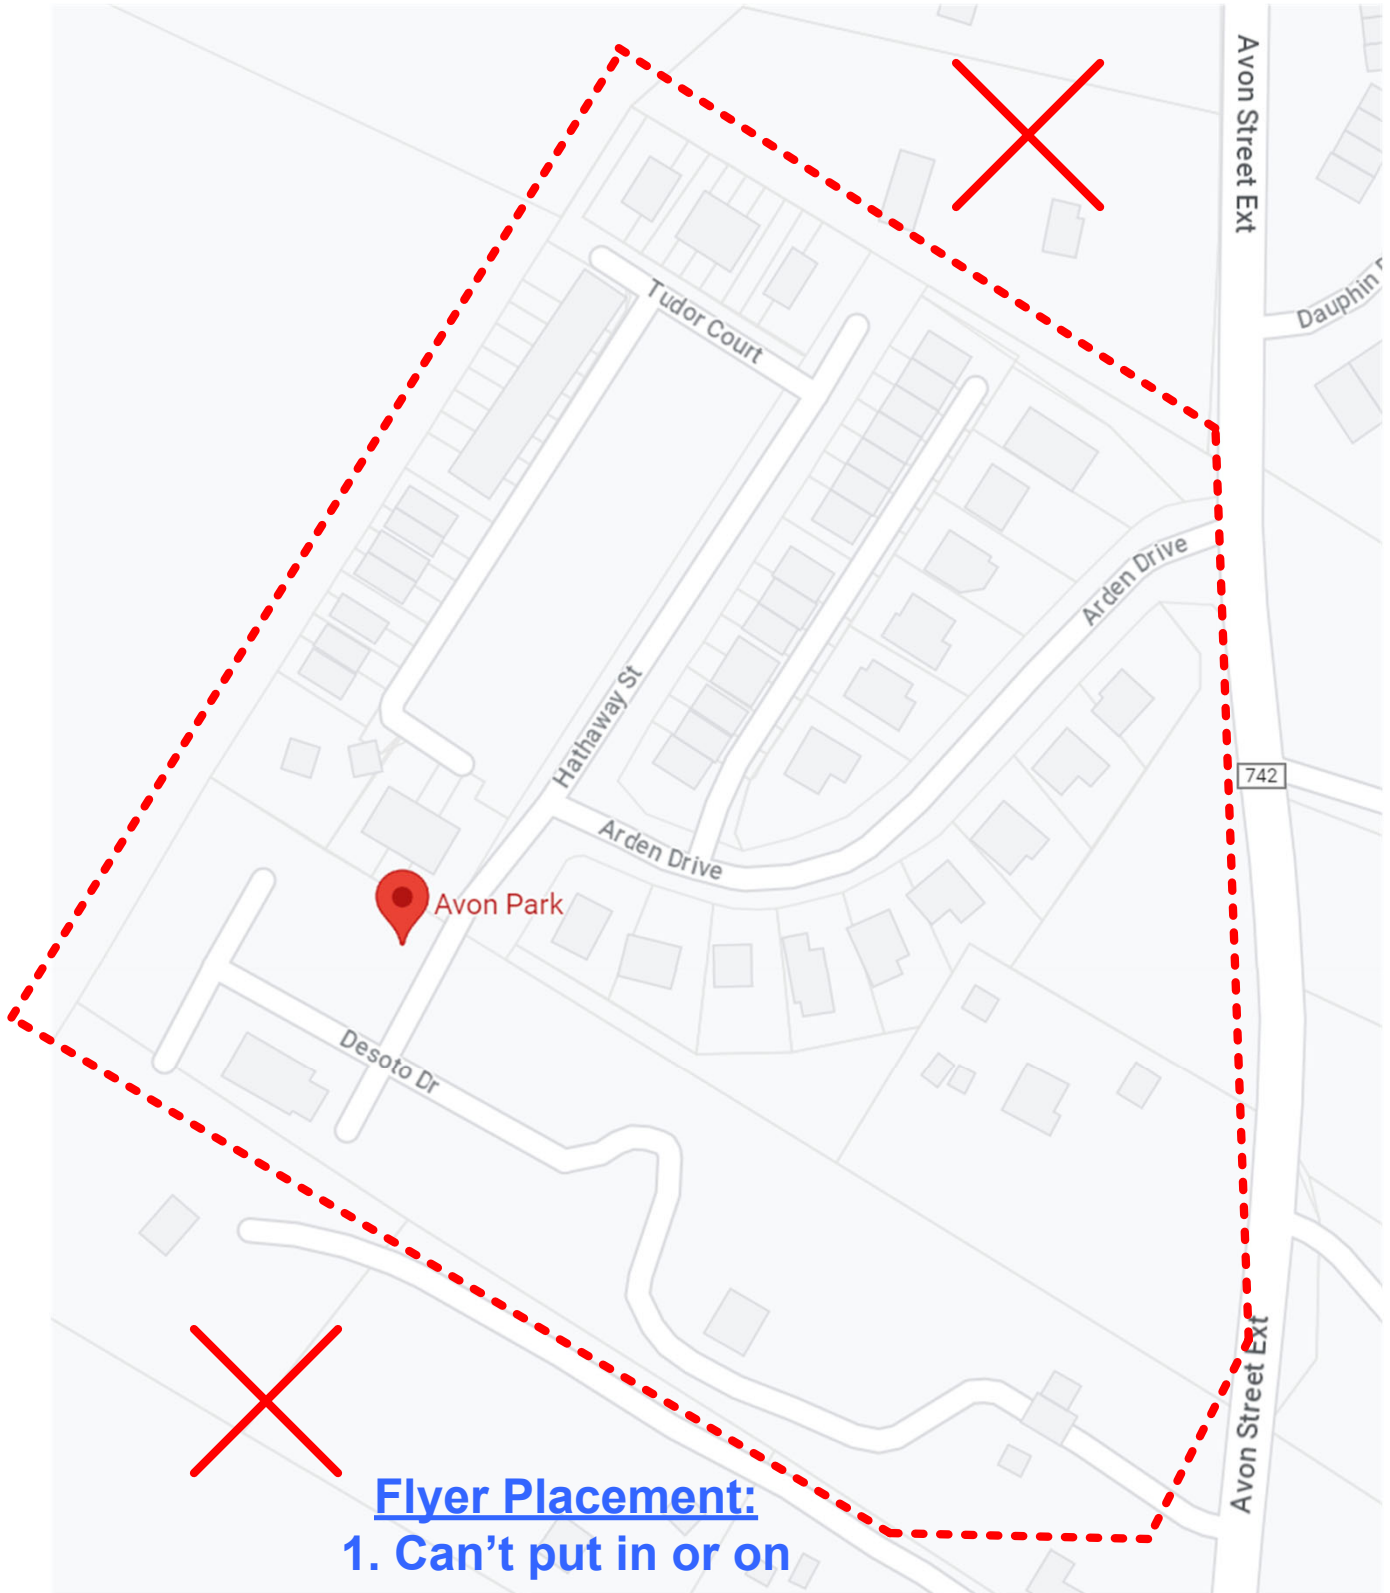 Avon Street Ext
Dauphin
Tudor Court
Arden Drive
Hathaway St
742
Arden Drive
Avon Park
Desoto Dr
Avon Street Ext
Flyer Placement:
1. Can’t put in or on